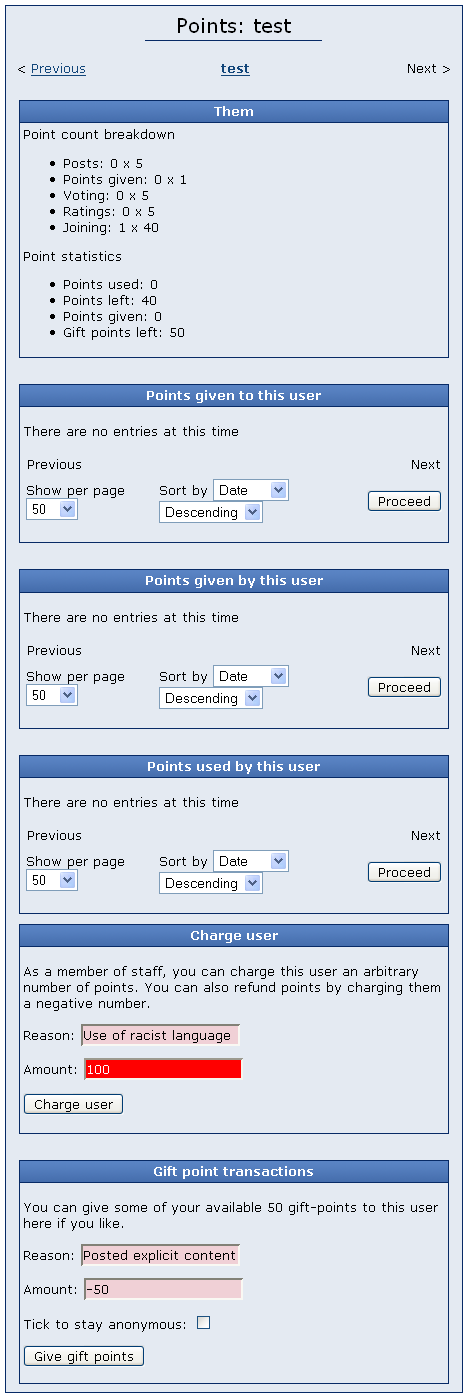 Points: test
< Previous test Next >
Them
Point count breakdown
• Posts: 0 x 5
• Points given: 0 x 1
• Voting: 0 x 5
• Ratings: 0 x 5
• Joining: 1 x 40
Point statistics
• Points used: 0
• Points left: 40
• Points given: 0
• Gift points left: 50
Points given to this user
There are no entries at this time
Previous Next
Show per page Sort by Date
50 Descending Proceed
Points given by this user
There are no entries at this time
Previous Next
Show per page Sort by Date
50 Descending Proceed
Points used by this user
There are no entries at this time
Previous Next
Show per page Sort by Date
50 Descending Proceed
Charge user
As a member of staff, you can charge this user an arbitrary
number of points. You can also refund points by charging them
a negative number.
Reason: Use of racist language
Amount: 100
Charge user
Gift point transactions
You can give some of your available 50 gift-points to this user
here if you like.
Reason: Posted explicit content
Amount: -50
Tick to stay anonymous:
Give gift points